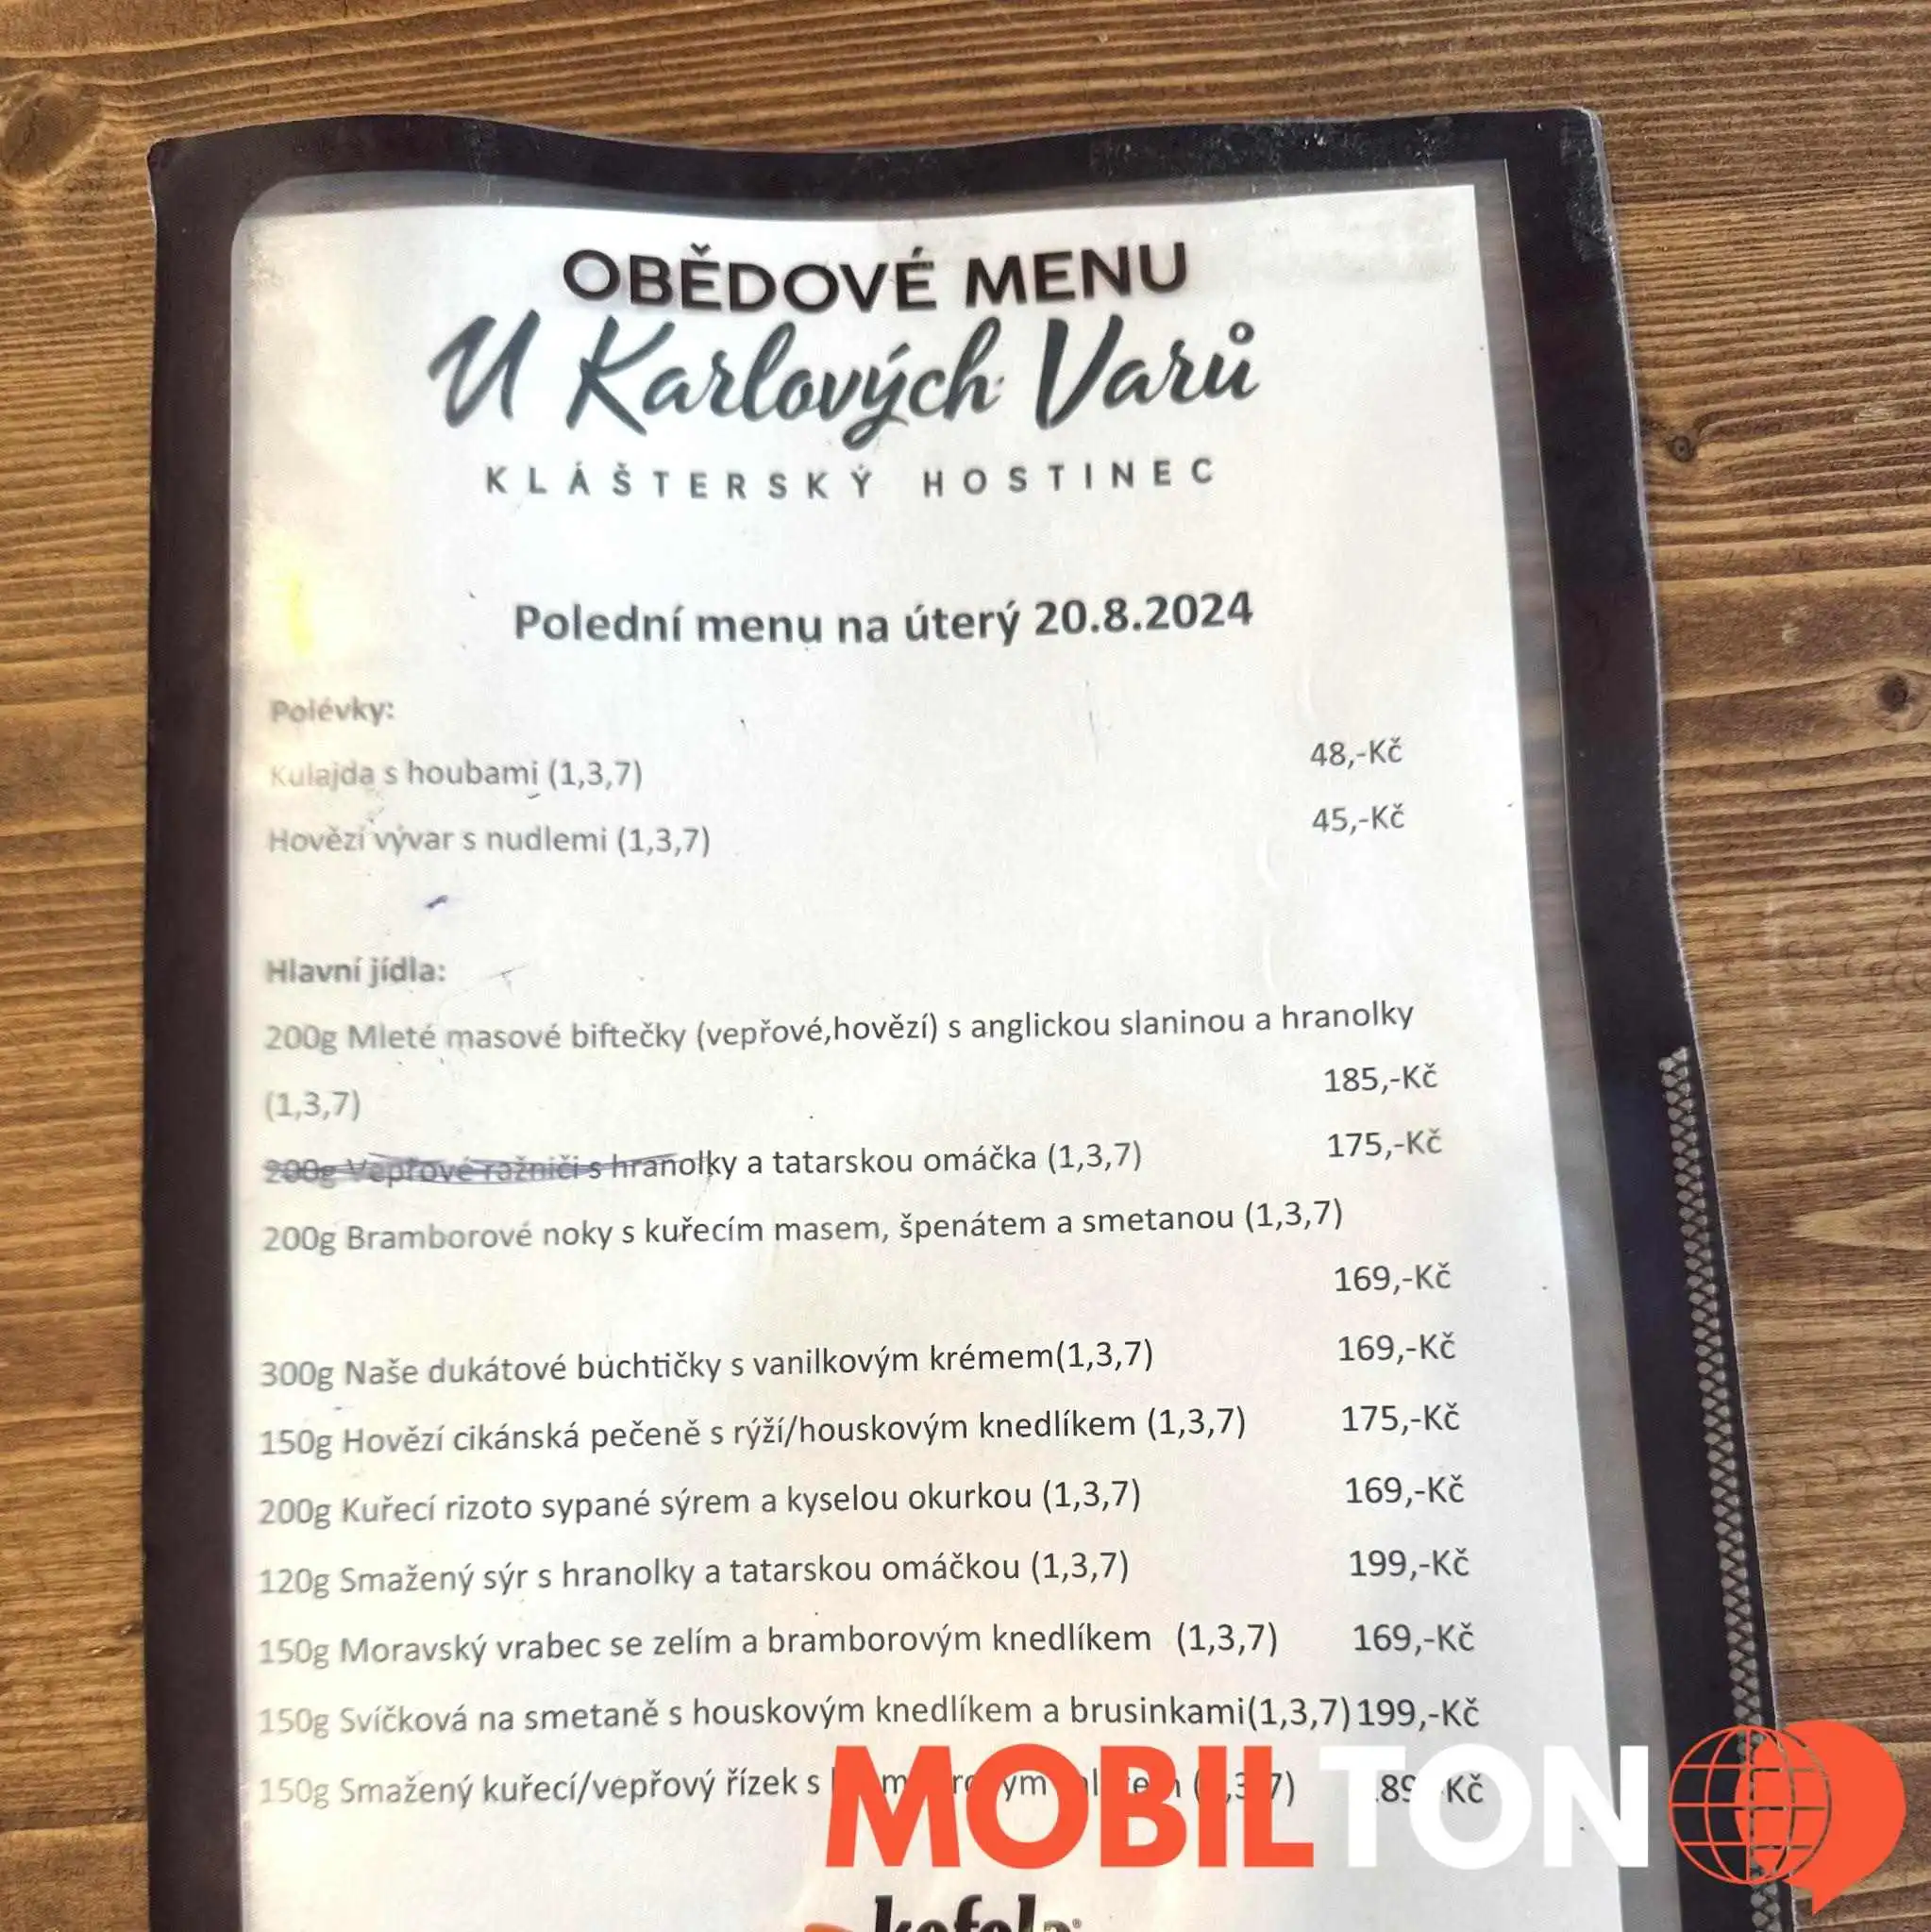 OBĚDOVÉ MENU
U Karlových Varů
KLÁŠTERSKÝ HOSTINEC
Polední menu na úterý 20.8.2024
Polévky:
Kulajda s houbami (1,3,7) 48,-Kč
Hovězí vývar s nudlemi (1,3,7) 45,-Kč
Hlavní jídla:
200g Mleté masové biftečky (vepřové,hovězí) s anglickou slaninou a hranolky
(1,3,7) 185,-Kč
200g Vepřové ražniči s hranolky a tatarskou omáčka (1,3,7) 175,-Kč
200g Bramborové noky s kuřecím masem, špenátem a smetanou (1,3,7)
169,-Kč
300g Naše dukátové buchtičky s vanilkovým krémem(1,3,7) 169,-Kč
150g Hovězí cikánská pečeně s rýží/houskovým knedlíkem (1,3,7) 175,-Kč
200g Kuřecí rizoto sypané sýrem a kyselou okurkou (1,3,7) 169,-Kč
120g Smažený sýr s hranolky a tatarskou omáčkou (1,3,7) 199,-Kč
150g Moravský vrabec se zelím a bramborovým knedlíkem (1,3,7) 169,-Kč
150g Svíčková na smetaně s houskovým knedlíkem a brusinkami(1,3,7) 199,-Kč
150g Smažený kuřecí/vepřový řízek s
MOBILTON